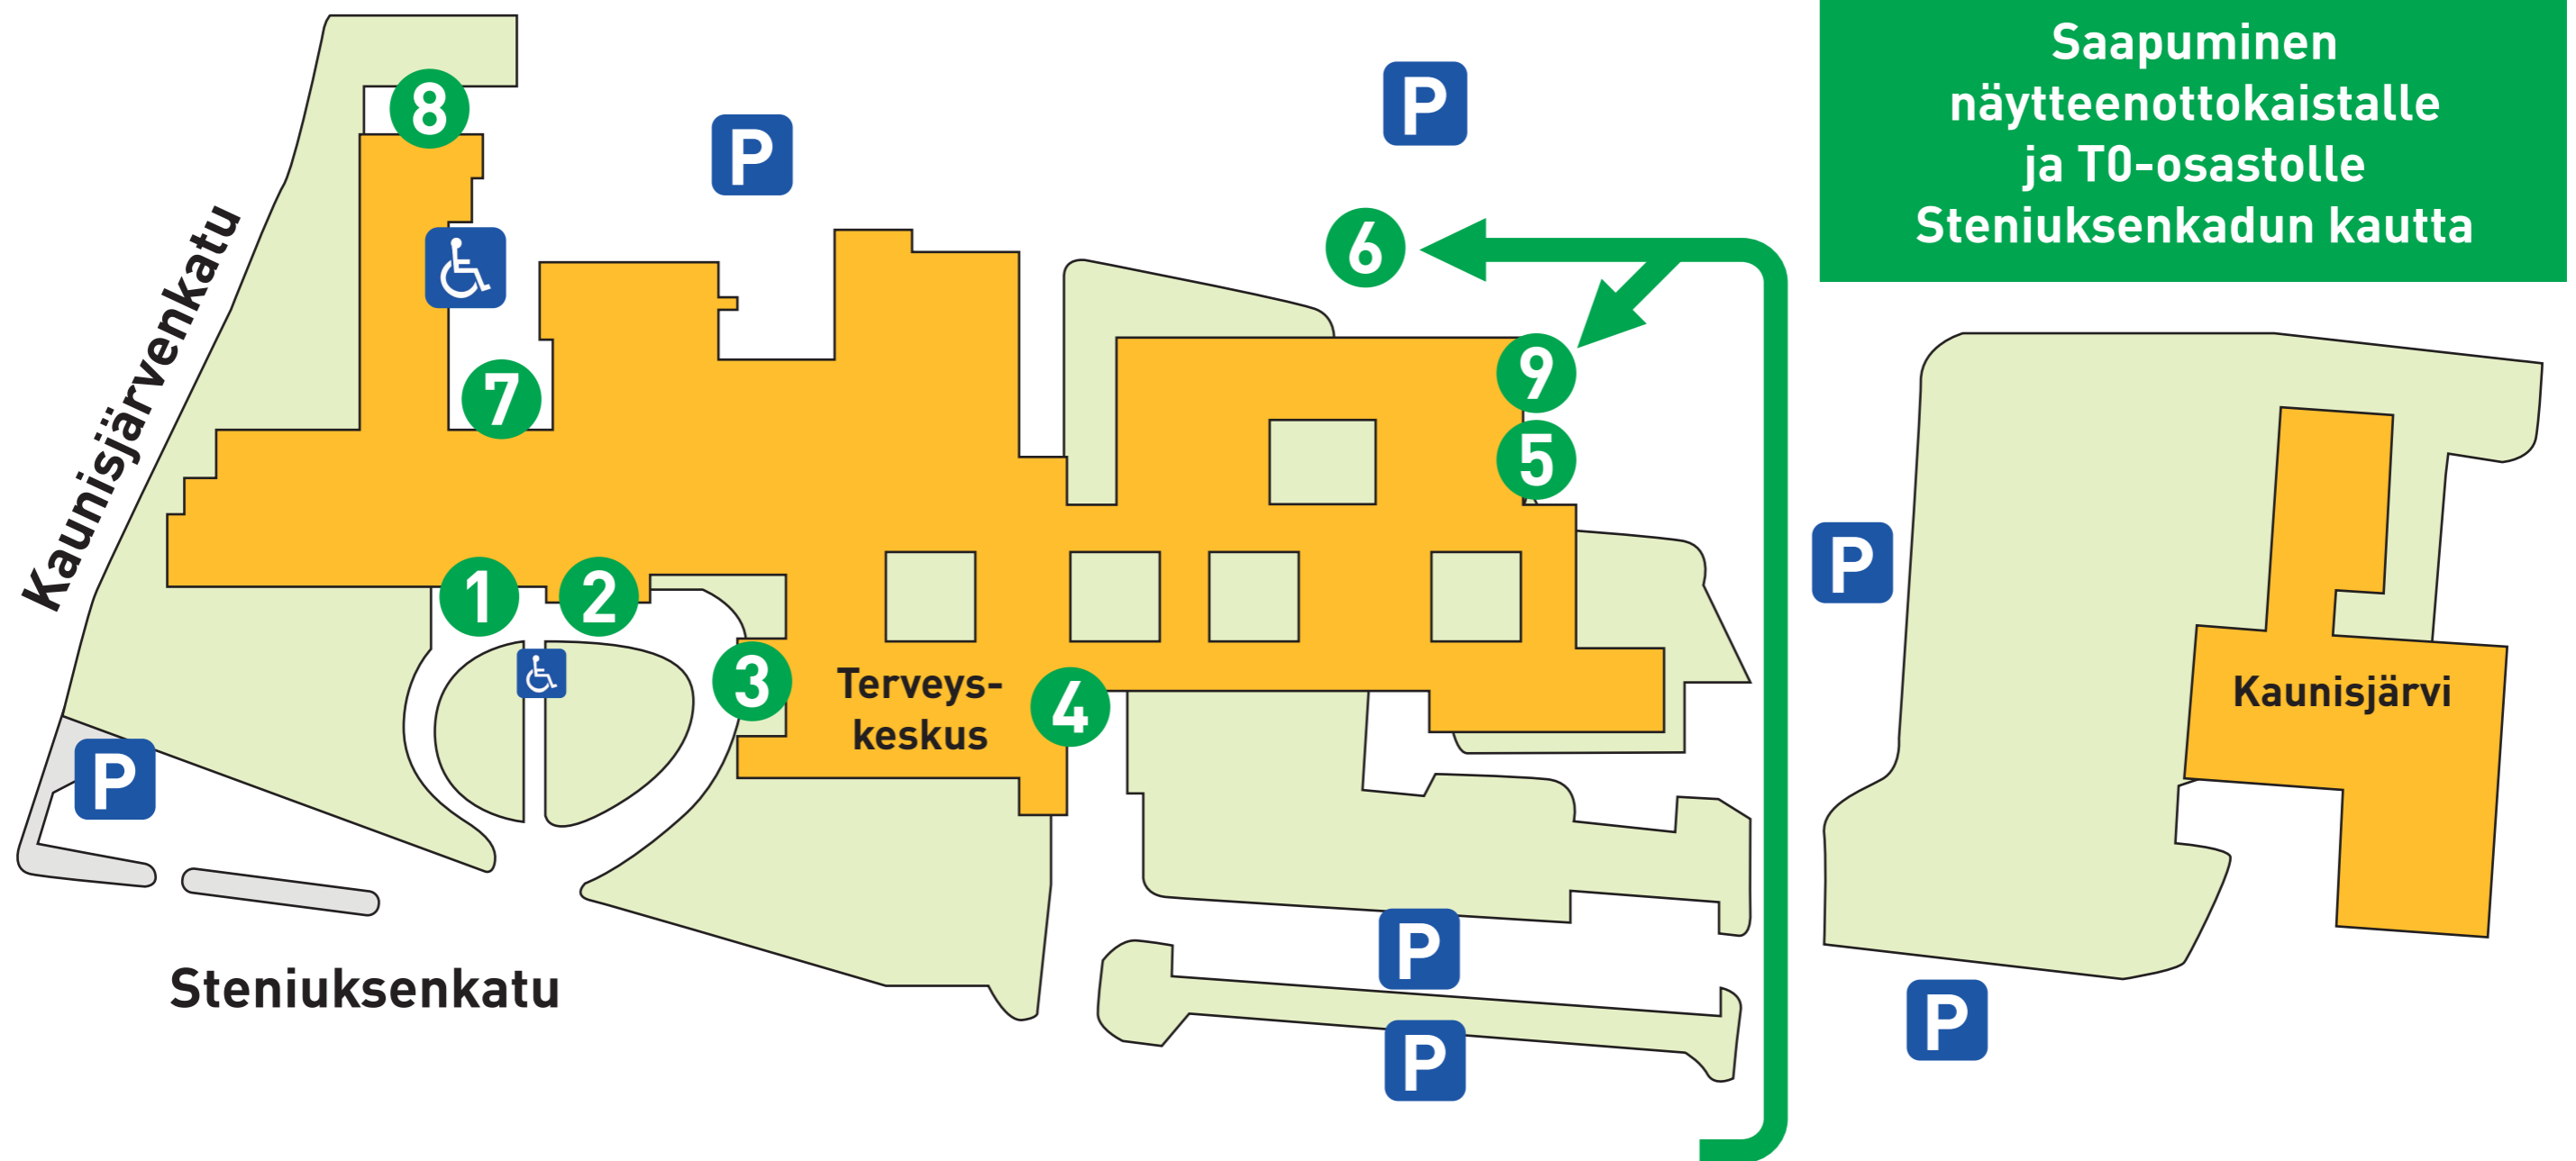 Saapuminen
näytteenottokaistalle
ja T0-osastolle
Steniuksenkadun kautta
P
P
8
6
Kaunisjärvenkatu
7
9
5
P
1
2
3
Terveys-
keskus
4
Kaunisjärvi
P
P
Steniuksenkatu
P
P